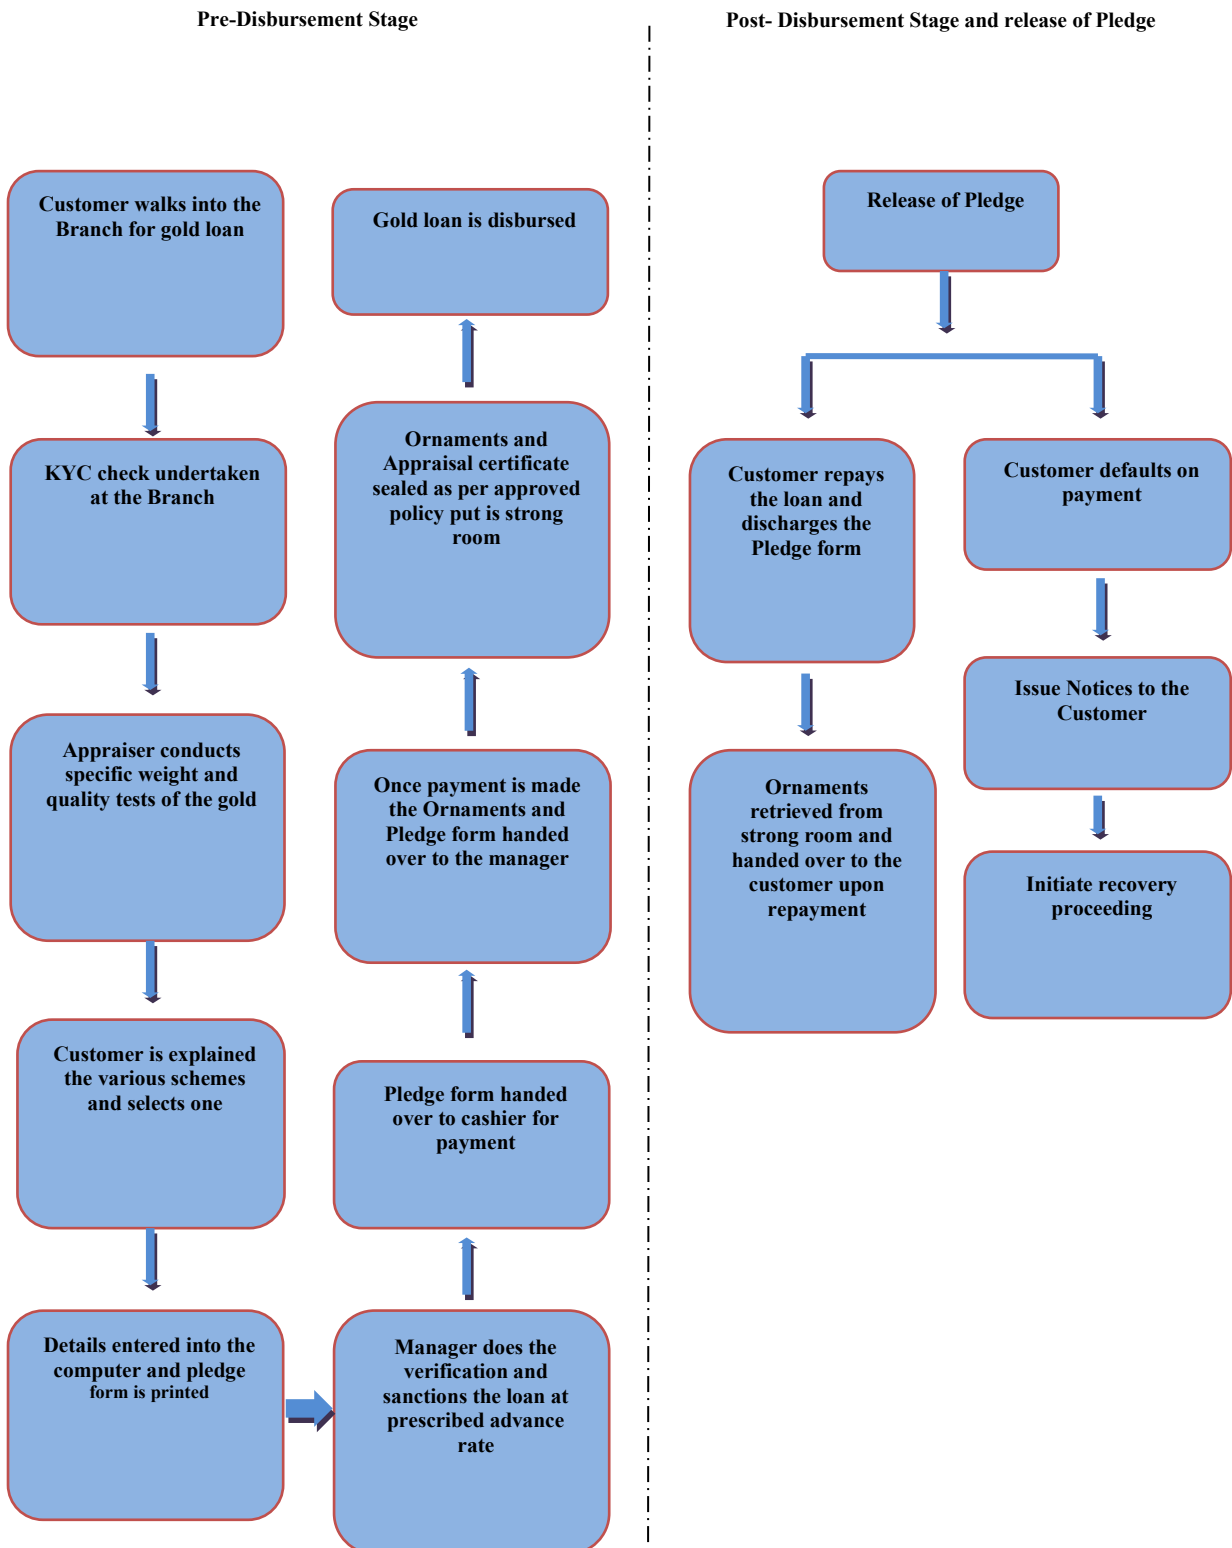 Pre-Disbursement Stage
Post- Disbursement Stage and release of Pledge
Customer walks into the
Branch for gold loan
KYC check undertaken
at the Branch
Appraiser conducts
specific weight and
quality tests of the gold
Customer is explained
the various schemes
and selects one
Details entered into the
computer and pledge
form is printed
Manager does the
verification and
sanctions the loan at
prescribed advance
rate
Pledge form handed
over to cashier for
payment
Once payment is made
the Ornaments and
Pledge form handed
over to the manager
Ornaments and
Appraisal certificate
sealed as per approved
policy put is strong
room
Gold loan is disbursed
Release of Pledge
Customer repays
the loan and
discharges the
Pledge form
Ornaments
retrieved from
strong room and
handed over to the
customer upon
repayment
Customer defaults on
payment
Issue Notices to the
Customer
Initiate recovery
proceeding